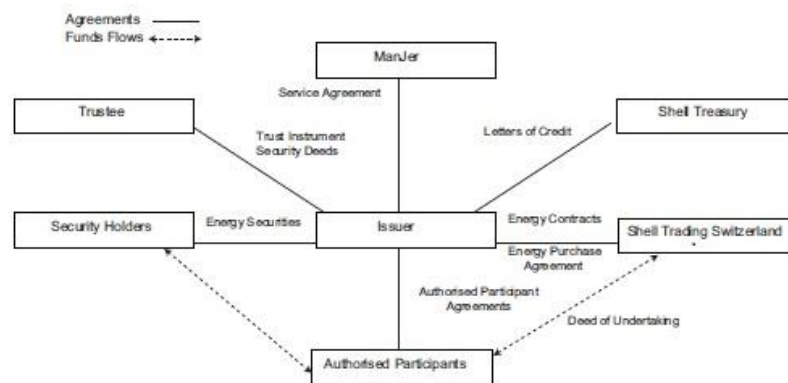 Agreements
Funds Flows
ManJer
Service Agreement
Trustee
Shell Treasury
Trust Instrument
Security Deeds
Letters of Credit
Security Holders
Energy Securities
Issuer
Energy Contracts
Shell Trading Switzerland
Energy Purchase
Agreement
Authorised Participant
Agreements
Deed of Undertaking
Authorised Participants